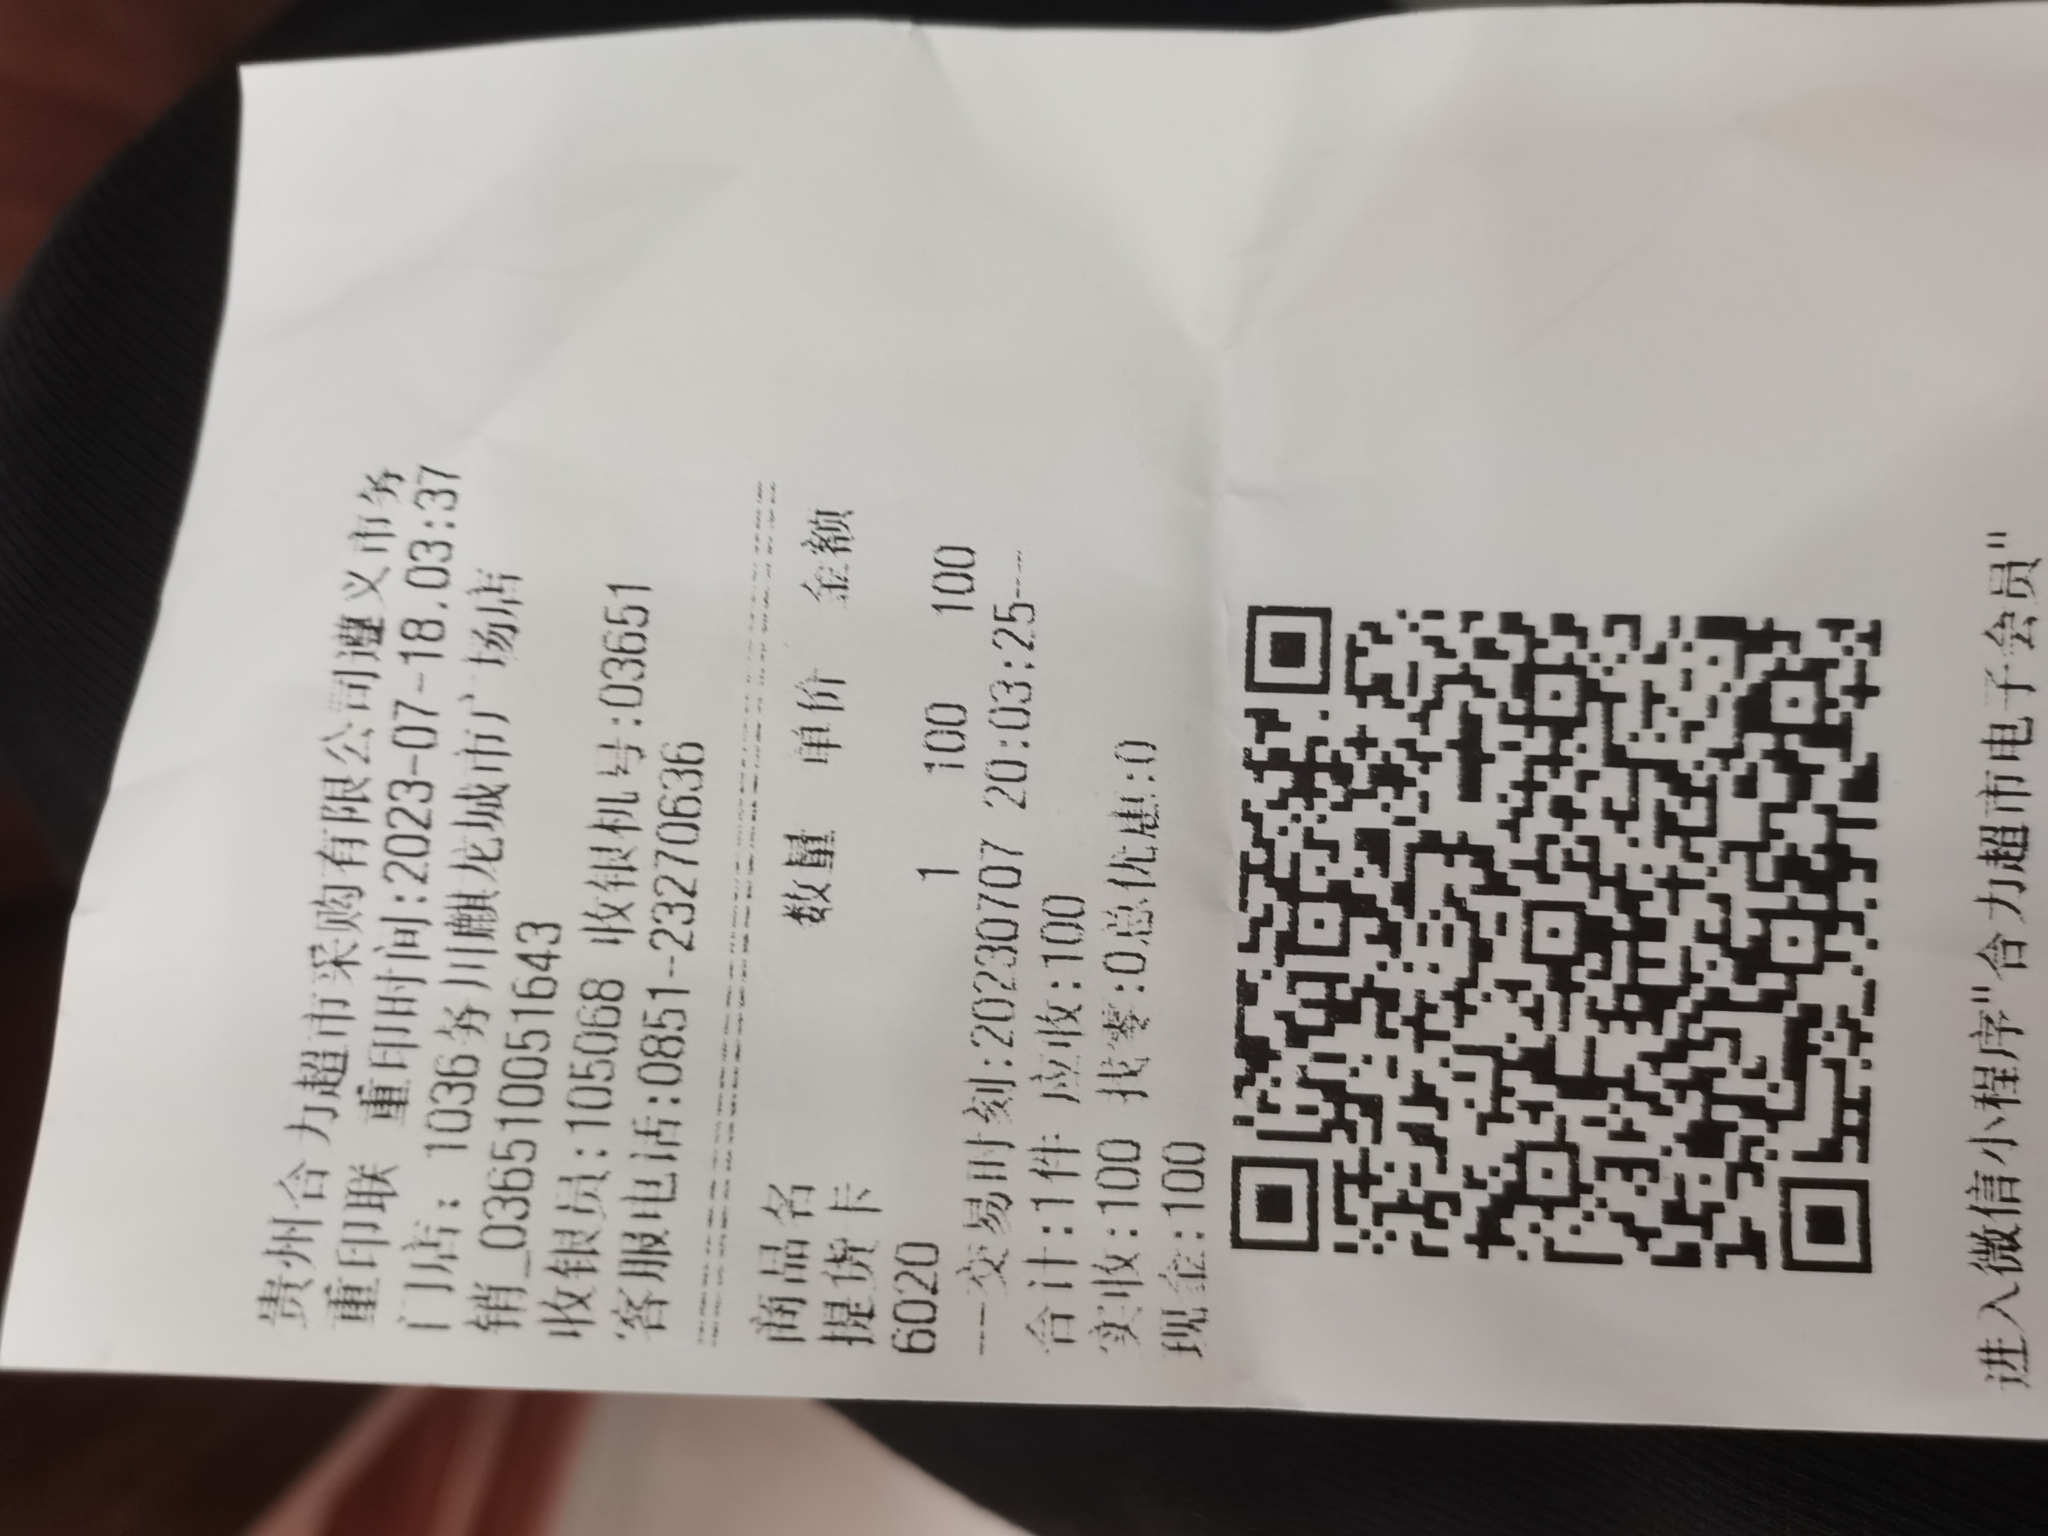 贵州合力超市采购有限公司遵义市务
重印联 重印时间:2023-07-18.03:37
门店: 1036务川麒龙城市广场店
销_036510051643
收银员:105068 收银机号:03651
客服电话:0851-23270636
商品名 数量 单价 金额
提货卡
6020 1 100 100
---交易时刻:20230707 20:03:25---
合计:1件 应收:100
实收:100 找零:0总优惠:0
现金:100
进入微信小程序"合力超市电子会员"